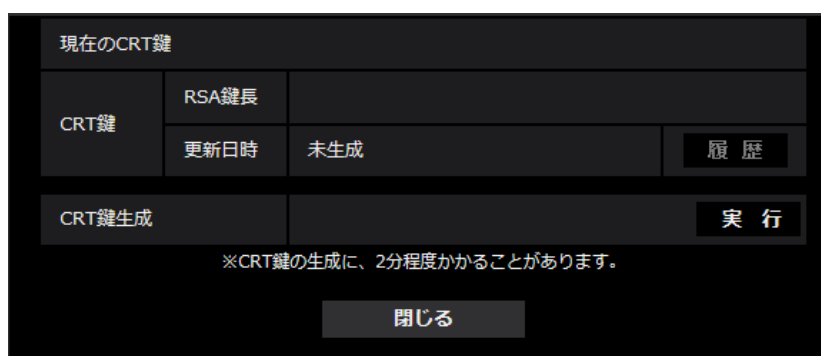 現在のCRT鍵
CRT鍵
RSA鍵長
更新日時 未生成 履 歴
CRT鍵生成 実 行
※CRT鍵の生成に、2分程度かかることがあります。
閉じる